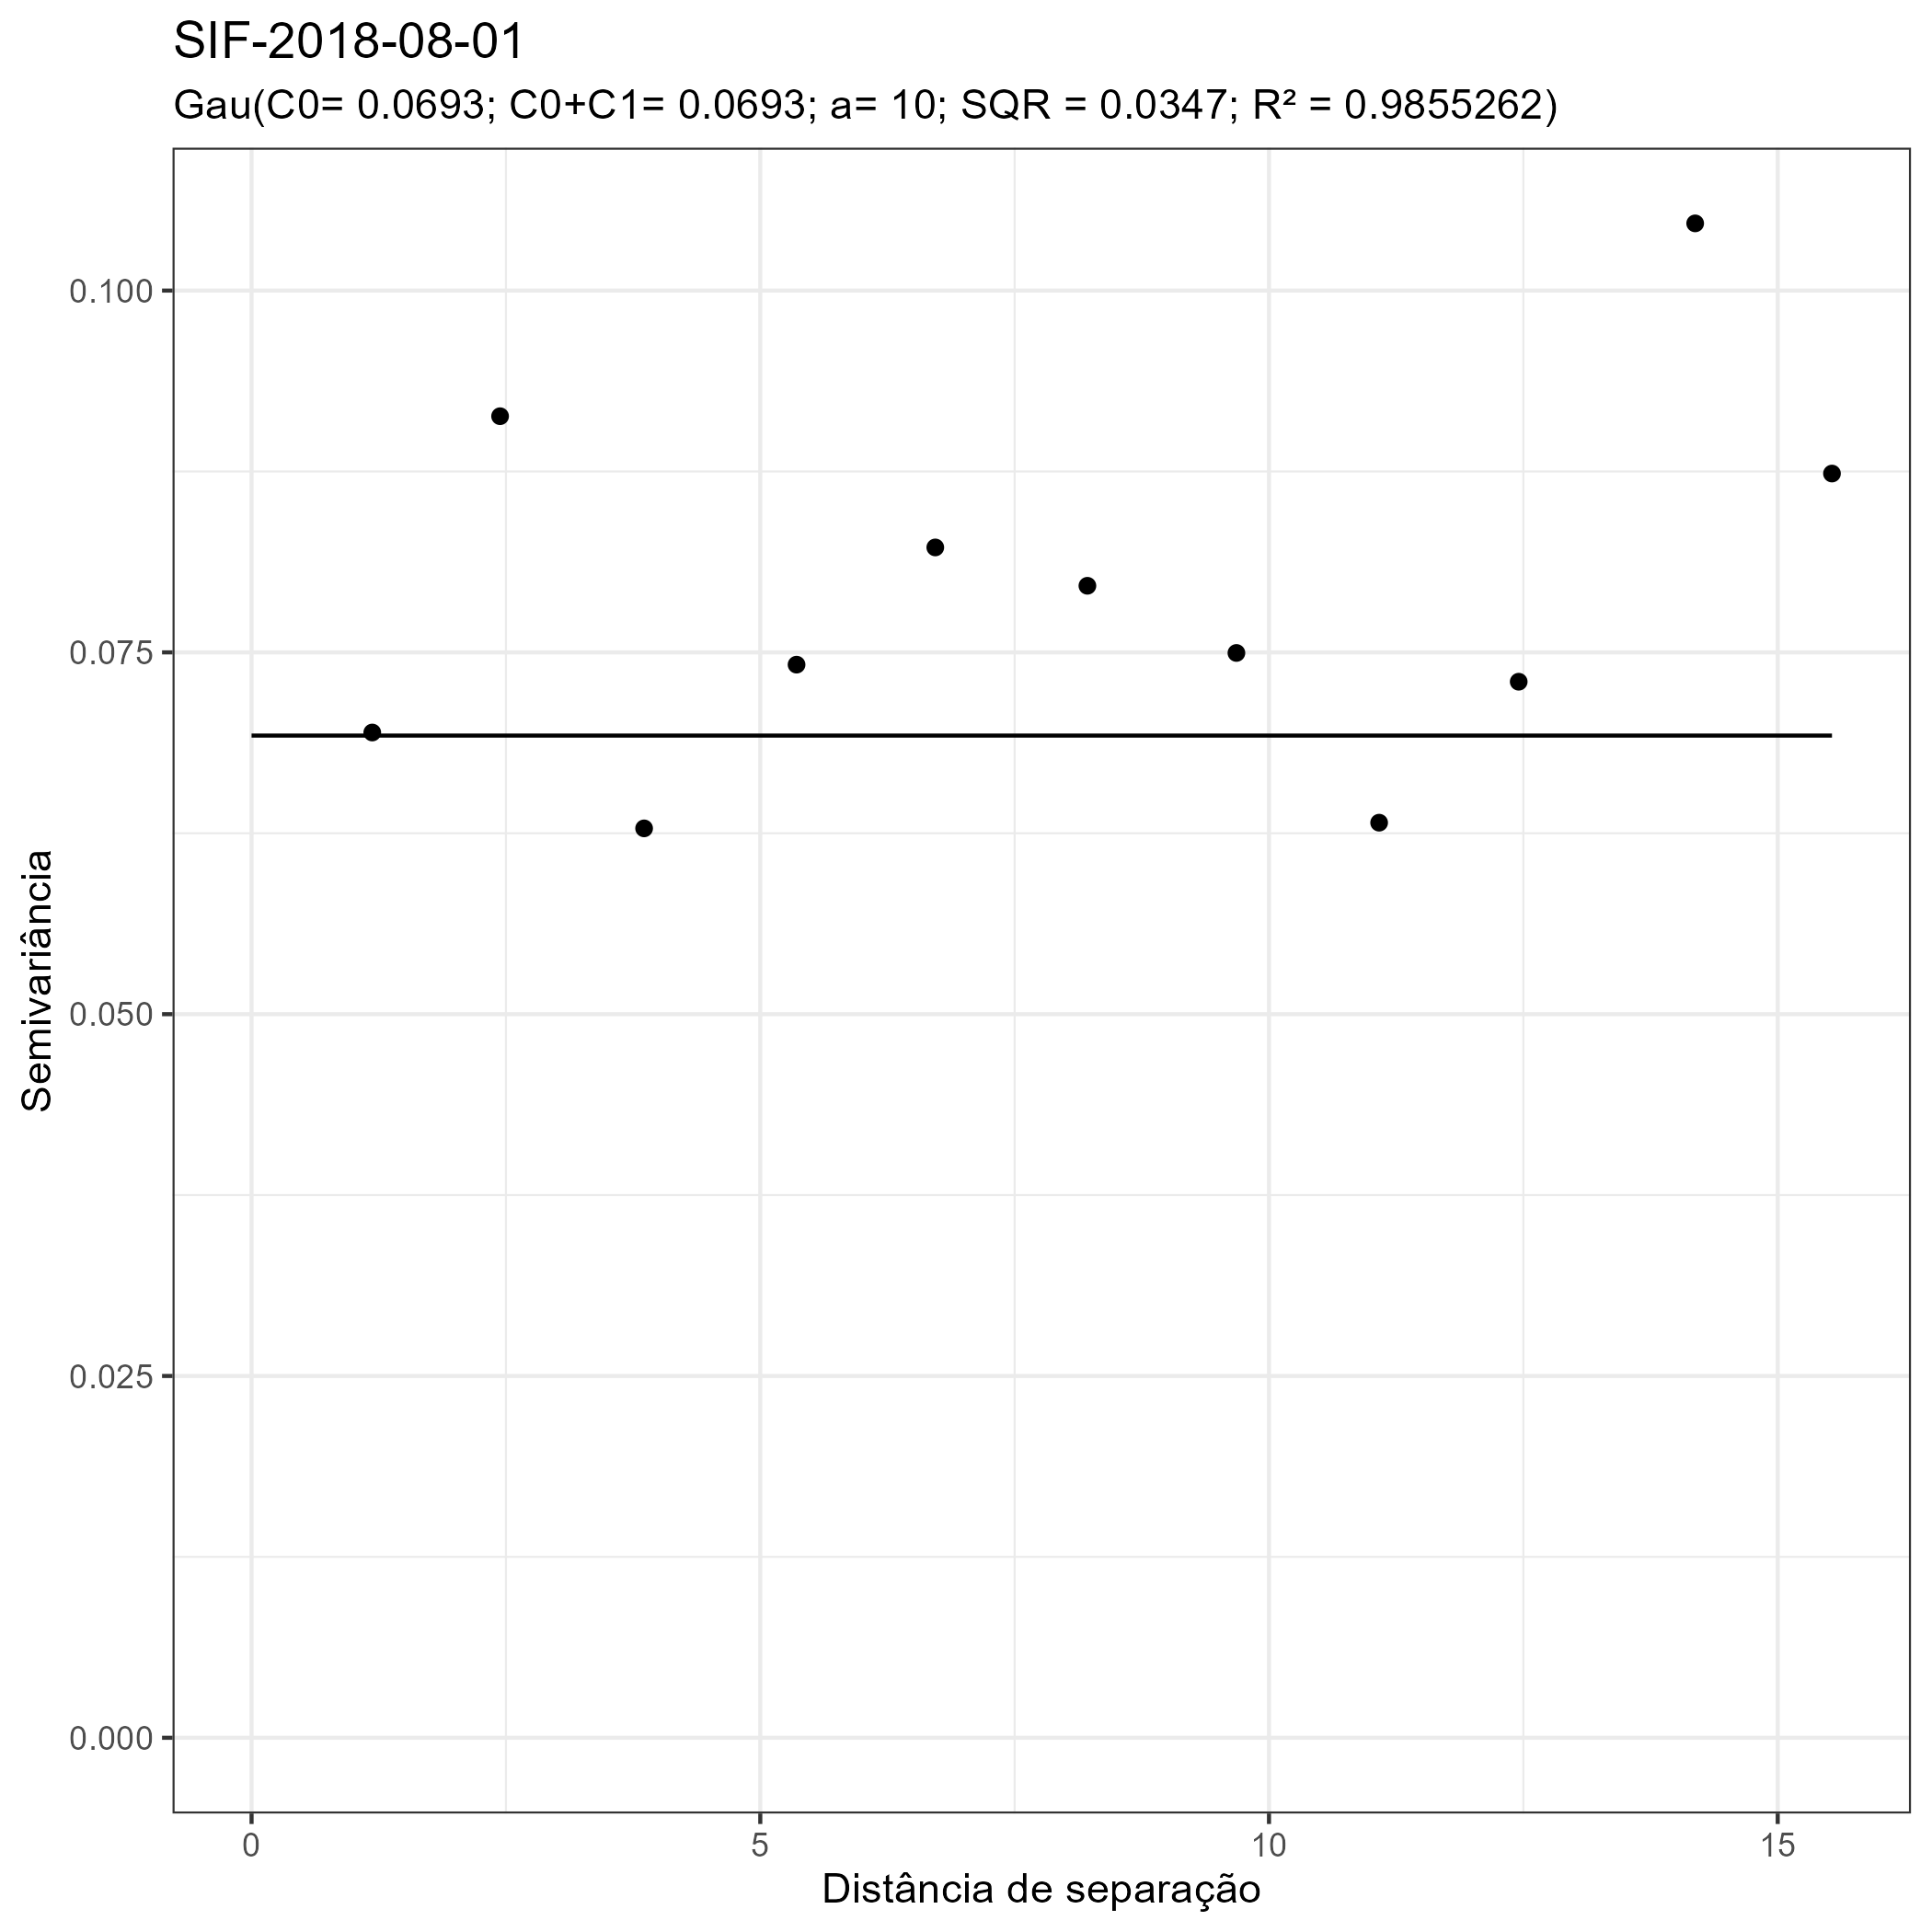 SIF-2018-08-01
Gau(C0= 0.0693; C0+C1= 0.0693; a= 10; SQR = 0.0347; R² = 0.9855262)
0.100
0.075
0.050
0.025
0.000
Semivariância
0 5 10 15
Distância de separação